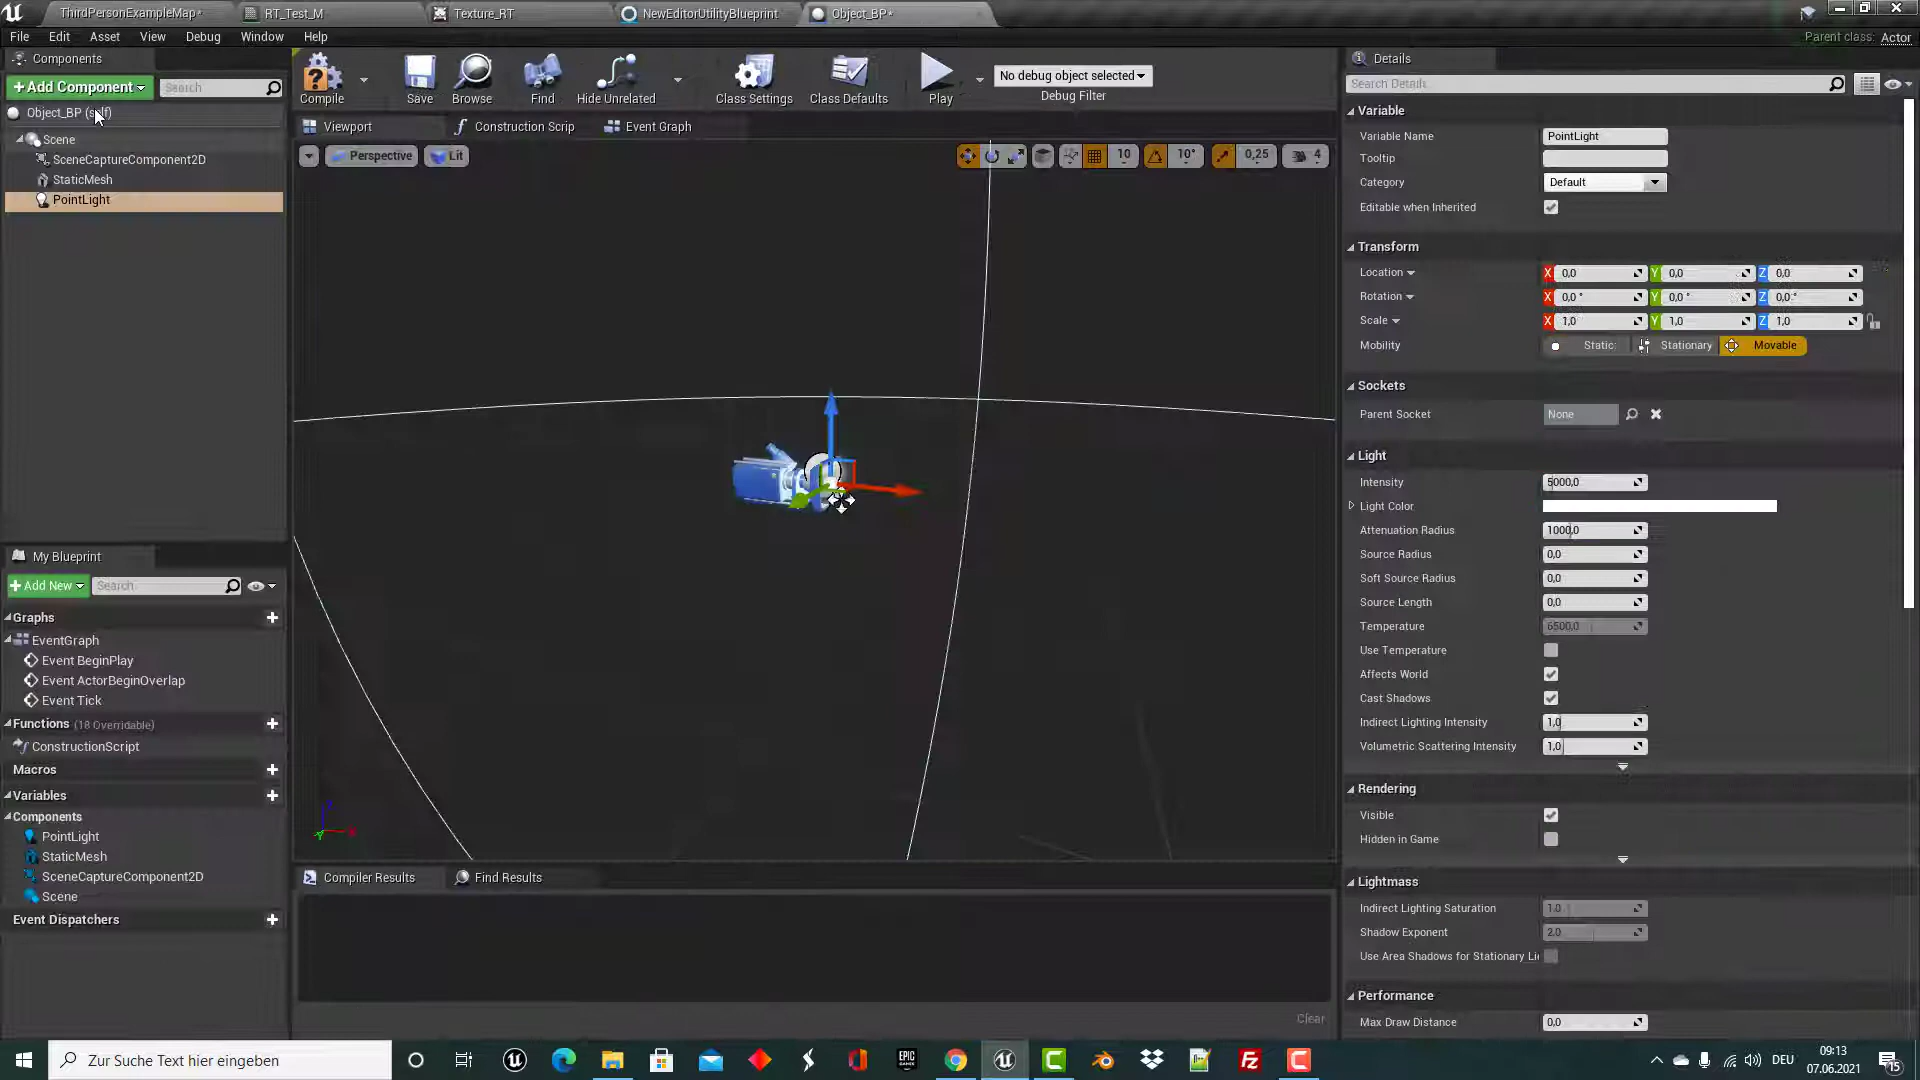 ThirdPersonExampleMap*
RT_Test_M
Texture_RT
NewEditorUtilityBlueprint
Object_BP*
File
Edit
Asset
View
Debug
Window
Help
Parent class: Actor
Components
+Add Component
Search
Object_BP (self)
Scene
SceneCaptureComponent2D
StaticMesh
PointLight
Compile
Save
Browse
Find
Hide Unrelated
Class Settings
Class Defaults
Play
No debug object selected
Debug Filter
Viewport
Construction Scrip
Event Graph
Perspective
Lit
10
10°
0,25
4
My Blueprint
+Add New
Search
Graphs
EventGraph
Event BeginPlay
Event ActorBeginOverlap
Event Tick
Functions (18 Overridable)
ConstructionScript
Macros
Variables
Components
PointLight
StaticMesh
SceneCaptureComponent2D
Scene
Event Dispatchers
Compiler Results
Find Results
Clear
Details
Search Details
Variable
Variable Name PointLight
Tooltip
Category Default
Editable when Inherited
Transform
Location X 0,0 Y 0,0 Z 0,0
Rotation X 0,0 ° Y 0,0 ° Z 0,0 °
Scale X 1,0 Y 1,0 Z 1,0
Mobility Static Stationary Movable
Sockets
Parent Socket None
Light
Intensity 5000,0
Light Color
Attenuation Radius 1000,0
Source Radius 0,0
Soft Source Radius 0,0
Source Length 0,0
Temperature 6500,0
Use Temperature
Affects World
Cast Shadows
Indirect Lighting Intensity 1,0
Volumetric Scattering Intensity 1,0
Rendering
Visible
Hidden in Game
Lightmass
Indirect Lighting Saturation 1,0
Shadow Exponent 2,0
Use Area Shadows for Stationary Li
Performance
Max Draw Distance 0,0
Zur Suche Text hier eingeben
EPIC
DEU
09:13
07.06.2021
15